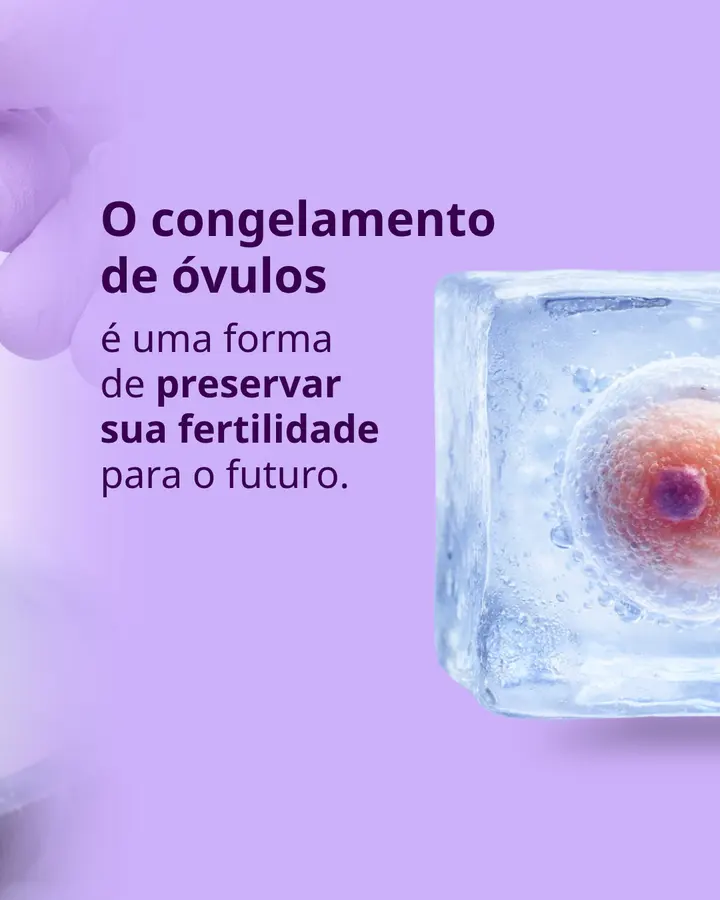 O congelamento
de óvulos
é uma forma
de preservar
sua fertilidade
para o futuro.